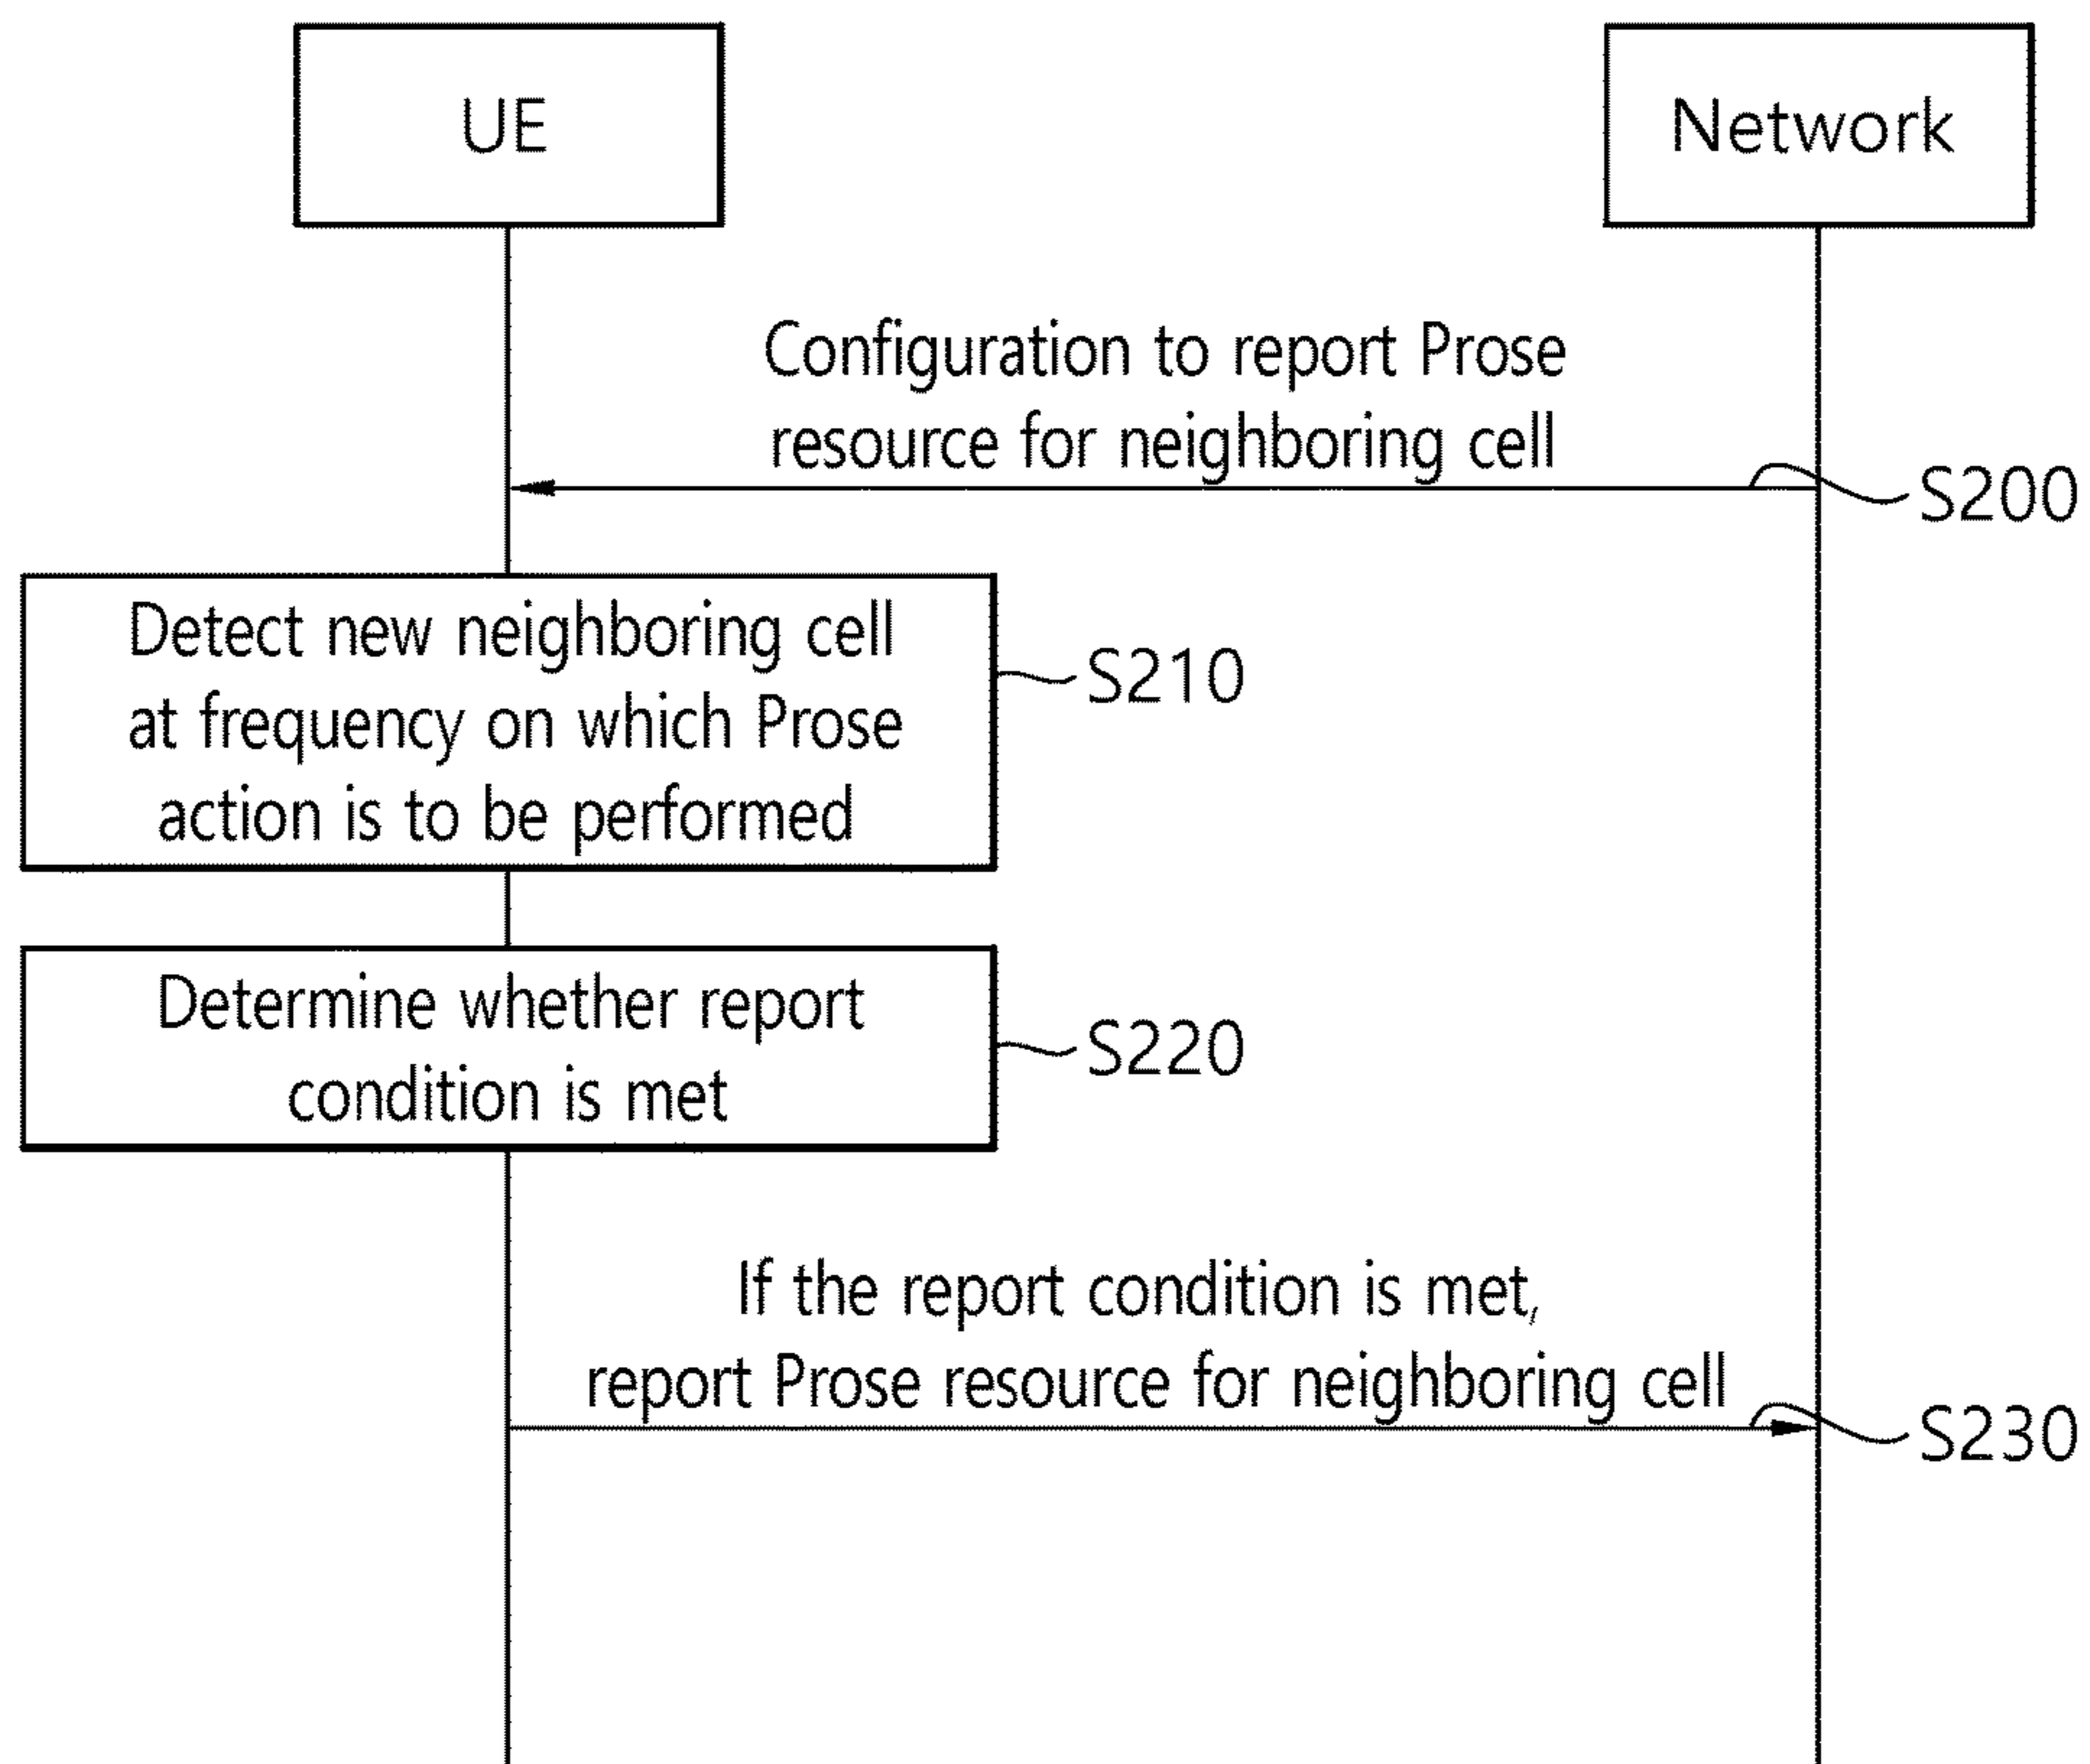 UE
Network
Configuration to report Prose
resource for neighboring cell
S200
Detect new neighboring cell
at frequency on which Prose
action is to be performed
S210
Determine whether report
condition is met
S220
If the report condition is met,
report Prose resource for neighboring cell
S230